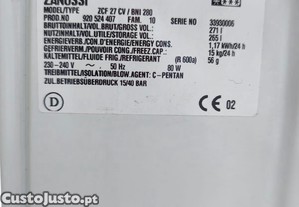 ZANUSSI
MODEL/TYPE ZCF 27 CV / BNI 280
PROD.NO 920 524 407 FAM. 10 SERIE NO 33930006
BRUTTOINHALT/VOL.BRUT/GROSS VOL.: 271 l
NUTZINHALT/VOL.UTIL/STORAGE VOL.: 265 l
ENERGIEVERB./CON.D'ENERGIE/ENERGY CONS.: 1,17 kWh/24 h
GEFRIERVERM./POUVOIR CONG./FREEZ CAP.: 15 kg/24 h
KÄLTEMITTEL/FLUIDE FRIG/REFRIGERANT (R 600a) 56 g
230-240 V ~, 50 Hz 80 W
TREIBMITTEL/ISOLATION/BLOW.AGENT: C-PENTAN
ZUL.BETRIEBSÜBERDRUCK 15/40 BAR
D
CE 02
CustoJusto.pt